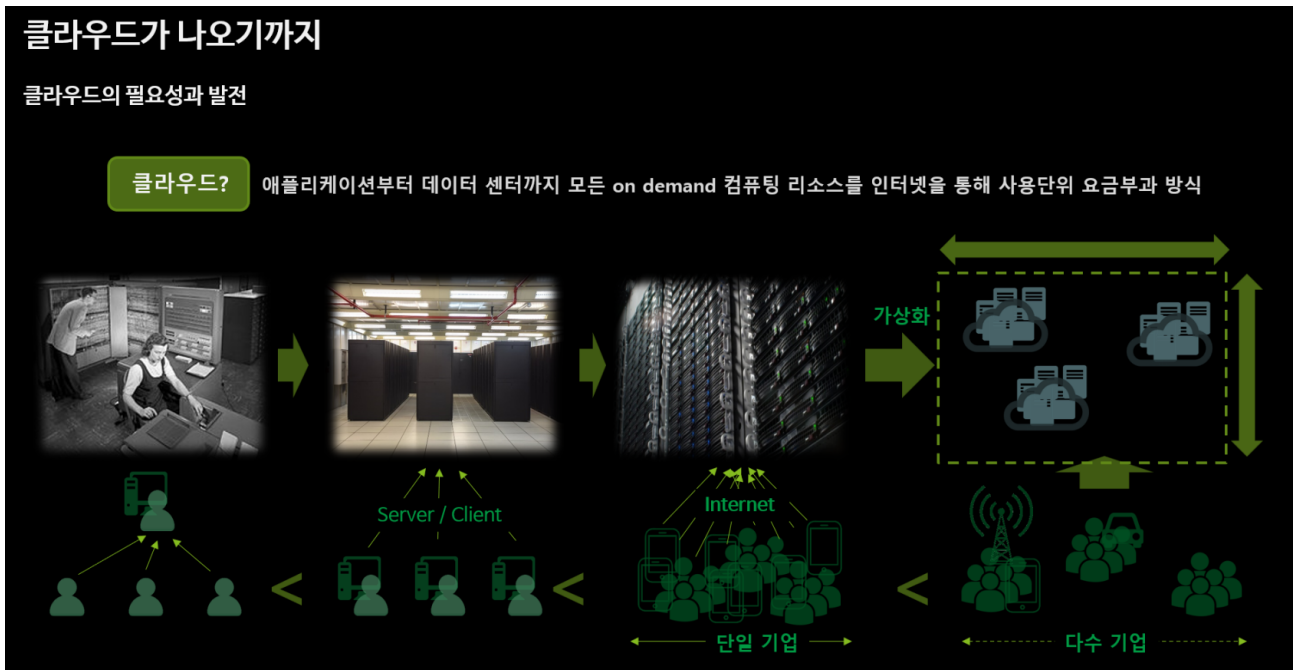 클라우드가 나오기까지
클라우드의 필요성과 발전
클라우드?
애플리케이션부터 데이터 센터까지 모든 on demand 컴퓨팅 리소스를 인터넷을 통해 사용단위 요금부과 방식
가상화
Server / Client
Internet
<
<
<
단일 기업
다수 기업